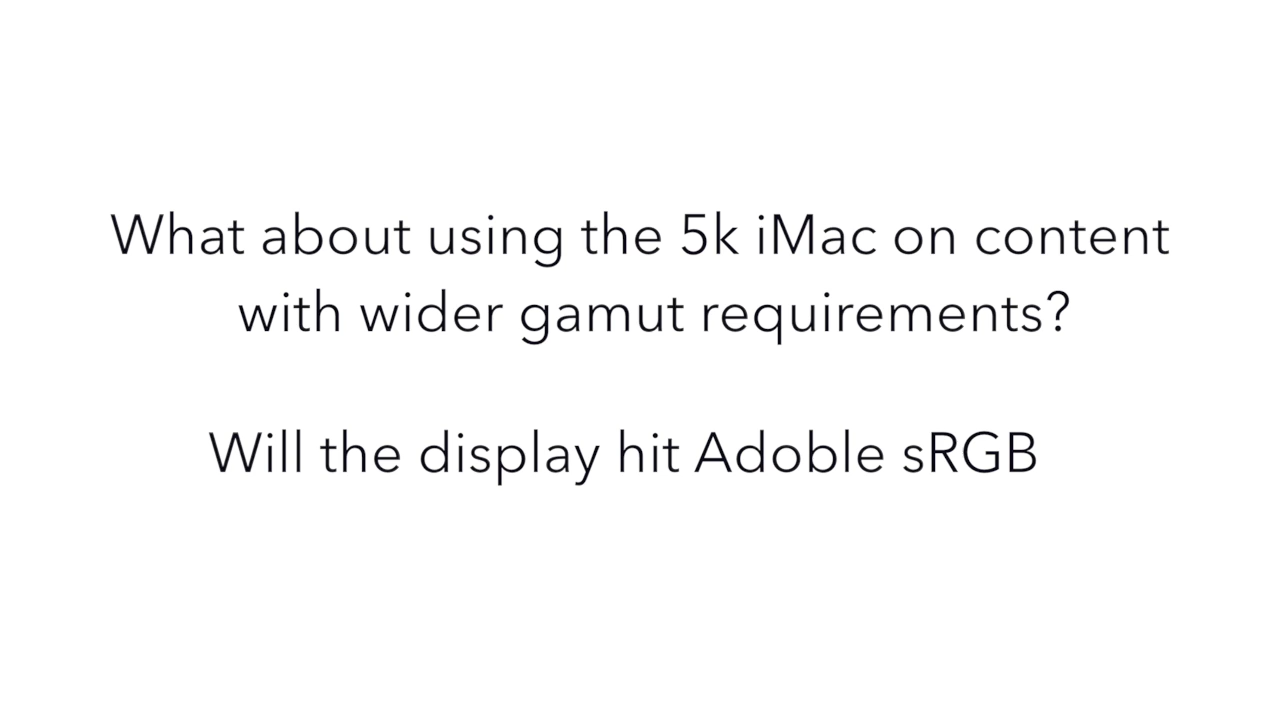 What about using the 5k iMac on content
with wider gamut requirements?
Will the display hit Adoble sRGB